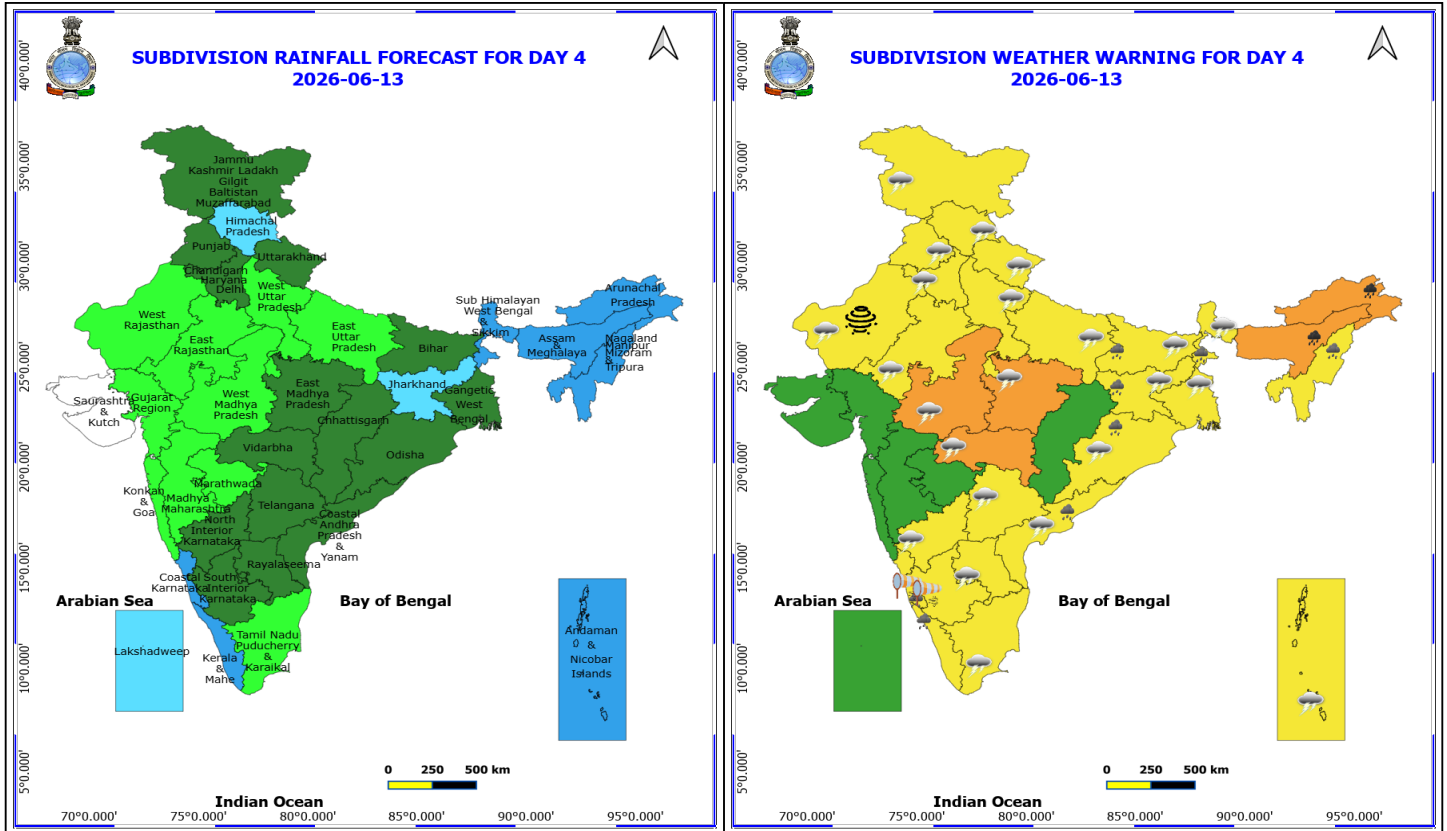 SUBDIVISION RAINFALL FORECAST FOR DAY 4
2026-06-13
40°0.000'
35°0.000'
30°0.000'
25°0.000'
20°0.000'
15°0.000'
10°0.000'
5°0.000'
Jammu
Kashmir Ladakh
Gilgit
Baltistan
Muzaffarabad
Himachal
Pradesh
Punjab
Uttarakhand
Chandigarh
Haryana
Delhi
West
Uttar
Pradesh
West
Rajasthan
East
Rajasthan
East
Uttar
Pradesh
Bihar
Sub Himalayan
West Bengal
&
Sikkim
Arunachal
Pradesh
Assam
&
Meghalaya
Nagaland
Manipur
Mizoram
&
Tripura
Saurashtra
&
Kutch
Gujarat
Region
West
Madhya
Pradesh
East
Madhya
Pradesh
Jharkhand
Gangetic
West
Bengal
Chhattisgarh
Vidarbha
Odisha
Konkan
&
Goa
Madhya
Maharashtra
Marathwada
Telangana
North
Interior
Karnataka
Coastal
Andhra
Pradesh
&
Yanam
Rayalaseema
Coastal
Karnataka
South
Interior
Karnataka
Arabian Sea
Bay of Bengal
Lakshadweep
Kerala
&
Mahe
Tamil Nadu
Puducherry
&
Karaikal
Andaman
&
Nicobar
Islands
0 250 500 km
Indian Ocean
70°0.000' 75°0.000' 80°0.000' 85°0.000' 90°0.000' 95°0.000'
SUBDIVISION WEATHER WARNING FOR DAY 4
2026-06-13
40°0.000'
35°0.000'
30°0.000'
25°0.000'
20°0.000'
15°0.000'
10°0.000'
5°0.000'
Arabian Sea
Bay of Bengal
0 250 500 km
Indian Ocean
70°0.000' 75°0.000' 80°0.000' 85°0.000' 90°0.000' 95°0.000'